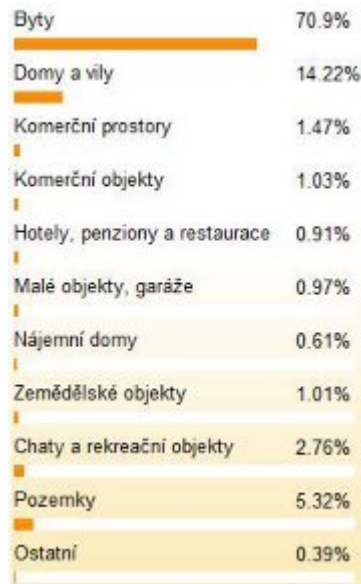 Byty 70.9%
Domy a vily 14.22%
Komerční prostory 1.47%
Komerční objekty 1.03%
Hotely, penziony a restaurace 0.91%
Malé objekty, garáže 0.97%
Nájemní domy 0.61%
Zemědělské objekty 1.01%
Chaty a rekreační objekty 2.76%
Pozemky 5.32%
Ostatní 0.39%